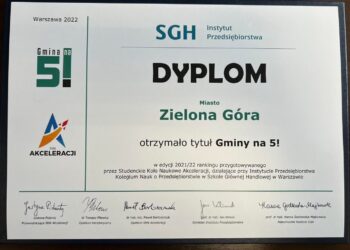 Warszawa 2022
SGH
Instytut
Przedsiębiorstwa
Gmina na
5!
DYPLOM
Miasto
Zielona Góra
otrzymało tytuł Gminy na 5!
AKCELERACJI
w edycji 2021/22 rankingu przygotowywanego
przez Studenckie Koło Naukowe Akceleracji, działające przy Instytucie Przedsiębiorstwa
Kolegium Nauk o Przedsiębiorstwie w Szkole Głównej Handlowej w Warszawie